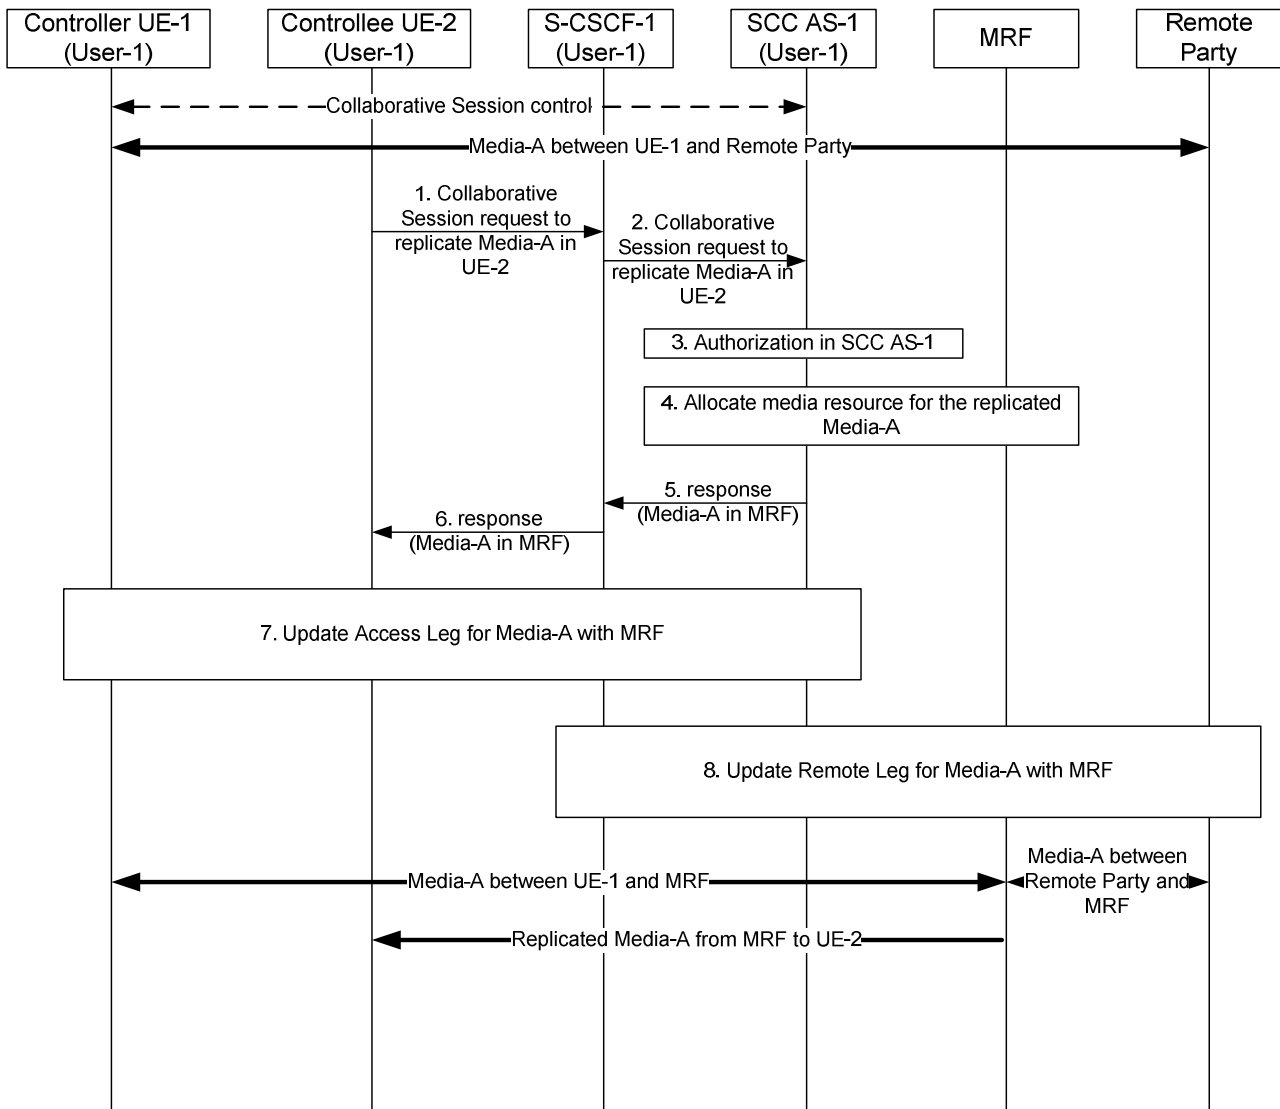 Controller UE-1
(User-1)
Controllee UE-2
(User-1)
S-CSCF-1
(User-1)
SCC AS-1
(User-1)
MRF
Remote
Party
Collaborative Session control
Media-A between UE-1 and Remote Party
1. Collaborative
Session request to
replicate Media-A in
UE-2
2. Collaborative
Session request to
replicate Media-A in
UE-2
3. Authorization in SCC AS-1
4. Allocate media resource for the replicated
Media-A
5. response
(Media-A in MRF)
6. response
(Media-A in MRF)
7. Update Access Leg for Media-A with MRF
8. Update Remote Leg for Media-A with MRF
Media-A between UE-1 and MRF
Media-A between
Remote Party and
MRF
Replicated Media-A from MRF to UE-2